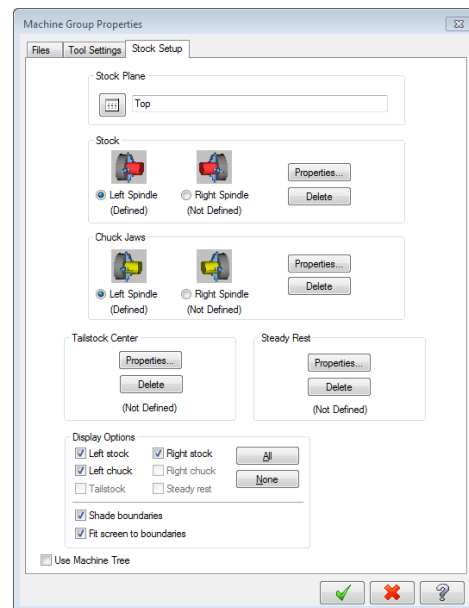 Machine Group Properties
Files Tool Settings Stock Setup
Stock Plane
Top
Stock
Properties...
Left Spindle Right Spindle Delete
(Defined) (Not Defined)
Chuck Jaws
Properties...
Left Spindle Right Spindle Delete
(Defined) (Not Defined)
Tailstock Center Steady Rest
Properties... Properties...
Delete Delete
(Not Defined) (Not Defined)
Display Options
Left stock Right stock All
Left chuck Right chuck
Tailstock Steady rest None
Shade boundaries
Fit screen to boundaries
Use Machine Tree